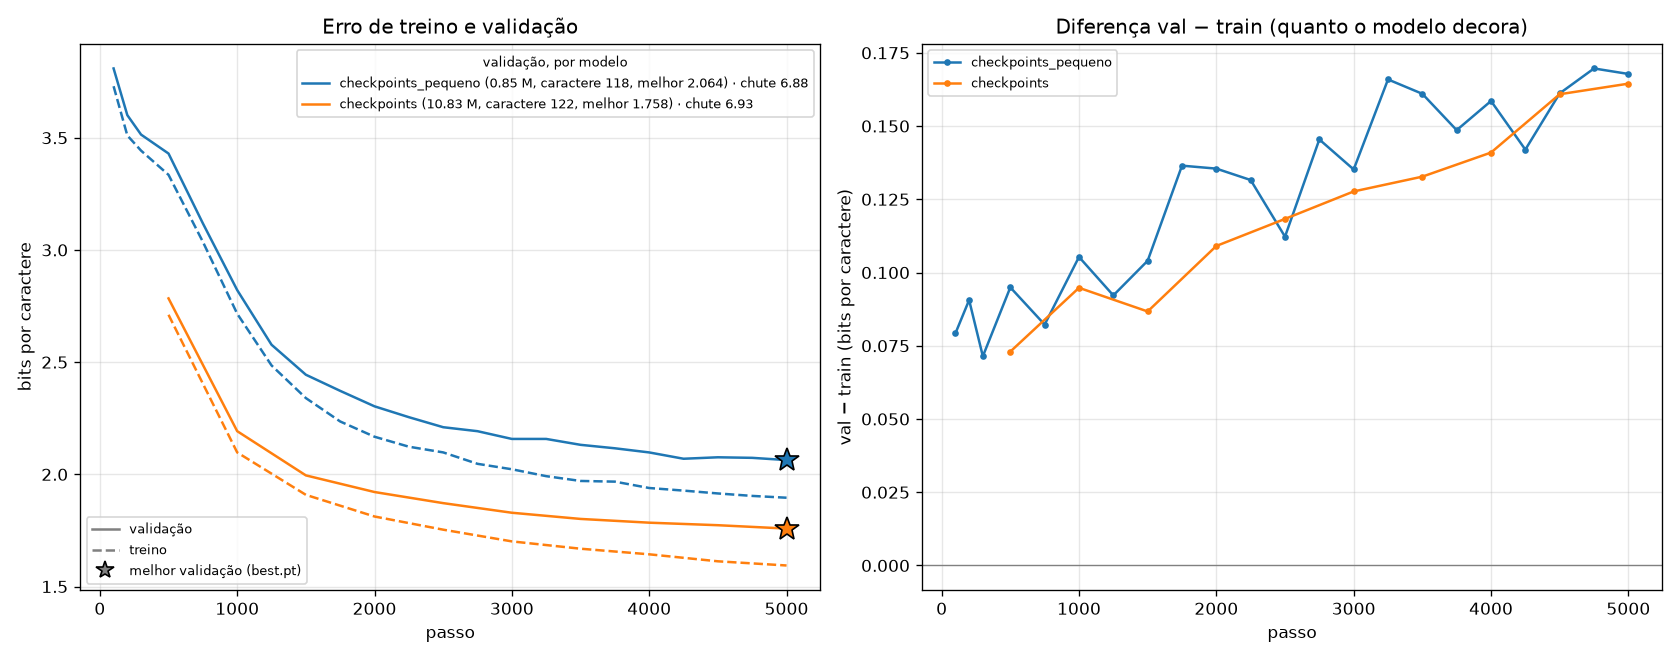 Erro de treino e validação
validação, por modelo
checkpoints_pequeno (0.85 M, caractere 118, melhor 2.064) · chute 6.88
checkpoints (10.83 M, caractere 122, melhor 1.758) · chute 6.93
bits por caractere
3.5
3.0
2.5
2.0
1.5
validação
treino
melhor validação (best.pt)
0
1000
2000
3000
4000
5000
passo
Diferença val − train (quanto o modelo decora)
checkpoints_pequeno
checkpoints
val − train (bits por caractere)
0.175
0.150
0.125
0.100
0.075
0.050
0.025
0.000
0
1000
2000
3000
4000
5000
passo